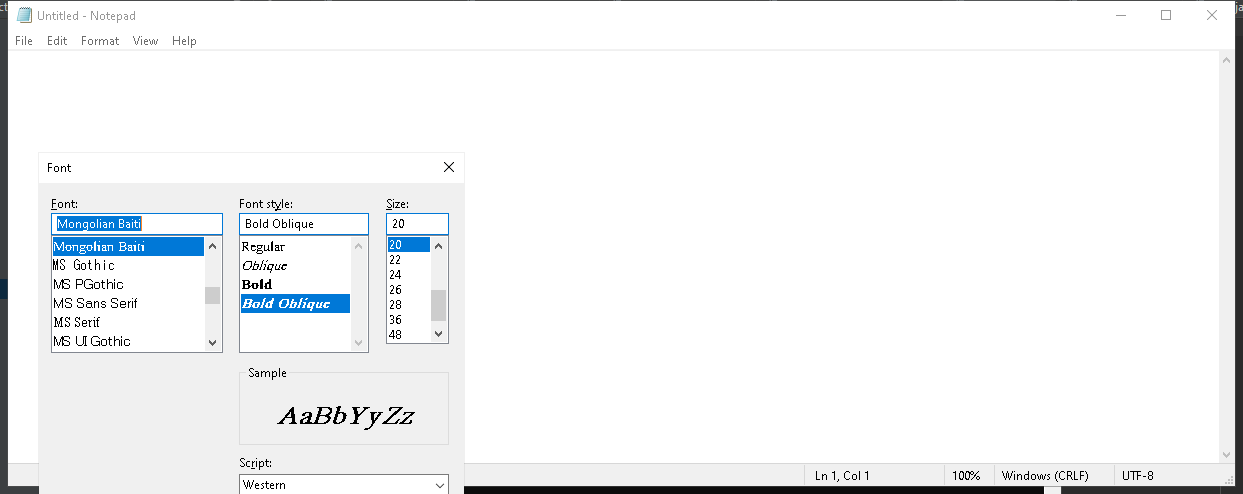 Untitled - Notepad
File Edit Format View Help
Font
Font:
Mongolian Baiti
Mongolian Baiti
MS Gothic
MS PGothic
MS Sans Serif
MS Serif
MS UI Gothic
Font style:
Bold Oblique
Regular
Oblique
Bold
Bold Oblique
Size:
20
20
22
24
26
28
36
48
Sample
AaBbYyZz
Script:
Western
Ln 1, Col 1 100% Windows (CRLF) UTF-8